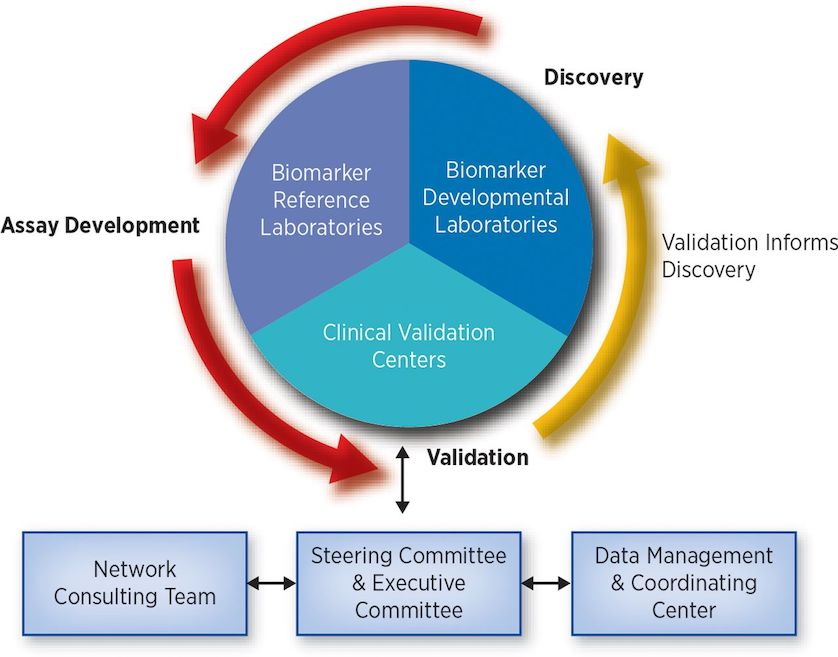 Discovery
Biomarker
Reference
Laboratories
Biomarker
Developmental
Laboratories
Assay Development
Validation Informs
Discovery
Clinical Validation
Centers
Validation
Network
Consulting Team
Steering Committee
& Executive
Committee
Data Management
& Coordinating
Center